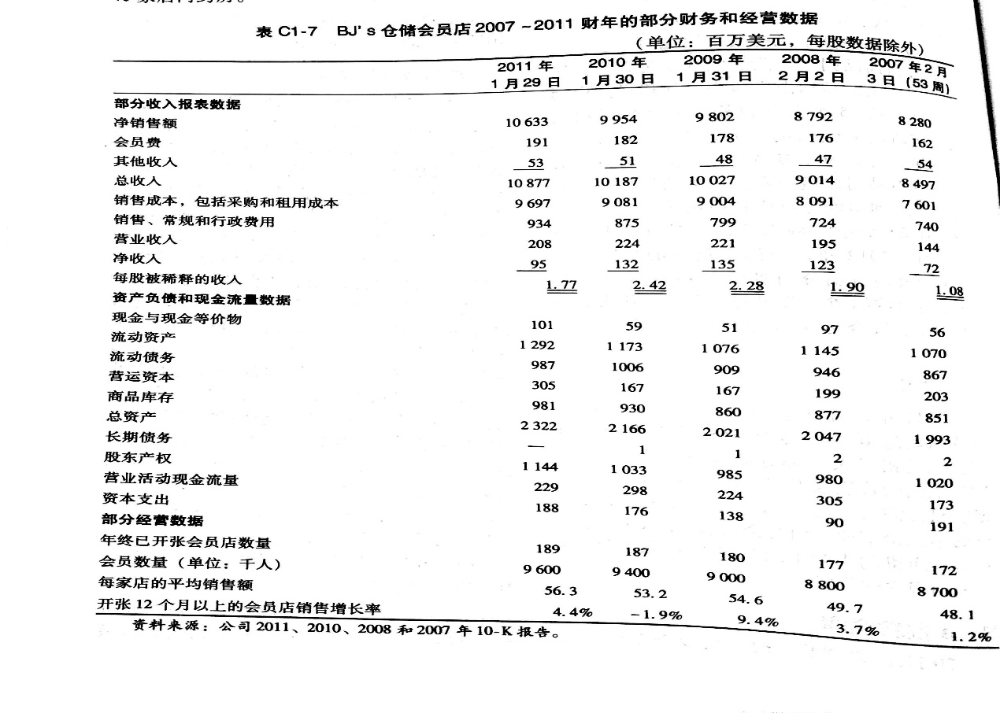 表 C1-7 BJ's 仓储会员店 2007 ~ 2011 财年的部分财务和经营数据
(单位：百万美元，每股数据除外)
2011 年 2010 年 2009 年 2008 年 2007 年 2 月
1 月 29 日 1 月 30 日 1 月 31 日 2 月 2 日 3 日 (53 周)
部分收入报表数据
净销售额 10 633 9 954 9 802 8 792 8 280
会员费 191 182 178 176 162
其他收入 53 51 48 47 54
总收入 10 877 10 187 10 027 9 014 8 497
销售成本，包括采购和租用成本 9 697 9 081 9 004 8 091 7 601
销售、常规和行政费用 934 875 799 724 740
营业收入 208 224 221 195 144
净收入 95 132 135 123 72
每股被稀释的收入 1.77 2.42 2.28 1.90 1.08
资产负债和现金流量数据
现金与现金等价物 101 59 51 97 56
流动资产 1 292 1 173 1 076 1 145 1 070
流动债务 987 1006 909 946 867
营运资本 305 167 167 199 203
商品库存 981 930 860 877 851
总资产 2 322 2 166 2 021 2 047 1 993
长期债务 — 1 1 2 2
股东产权 1 144 1 033 985 980 1 020
营业活动现金流量 229 298 224 305 173
资本支出 188 176 138 90 191
部分经营数据
年终已开张会员店数量 189 187 180 177 172
会员数量（单位：千人） 9 600 9 400 9 000 8 800 8 700
每家店的平均销售额 56.3 53.2 54.6 49.7 48.1
开张 12 个月以上的会员店销售增长率 4.4% -1.9% 9.4% 3.7% 1.2%
资料来源：公司 2011、2010、2008 和 2007 年 10-K 报告。